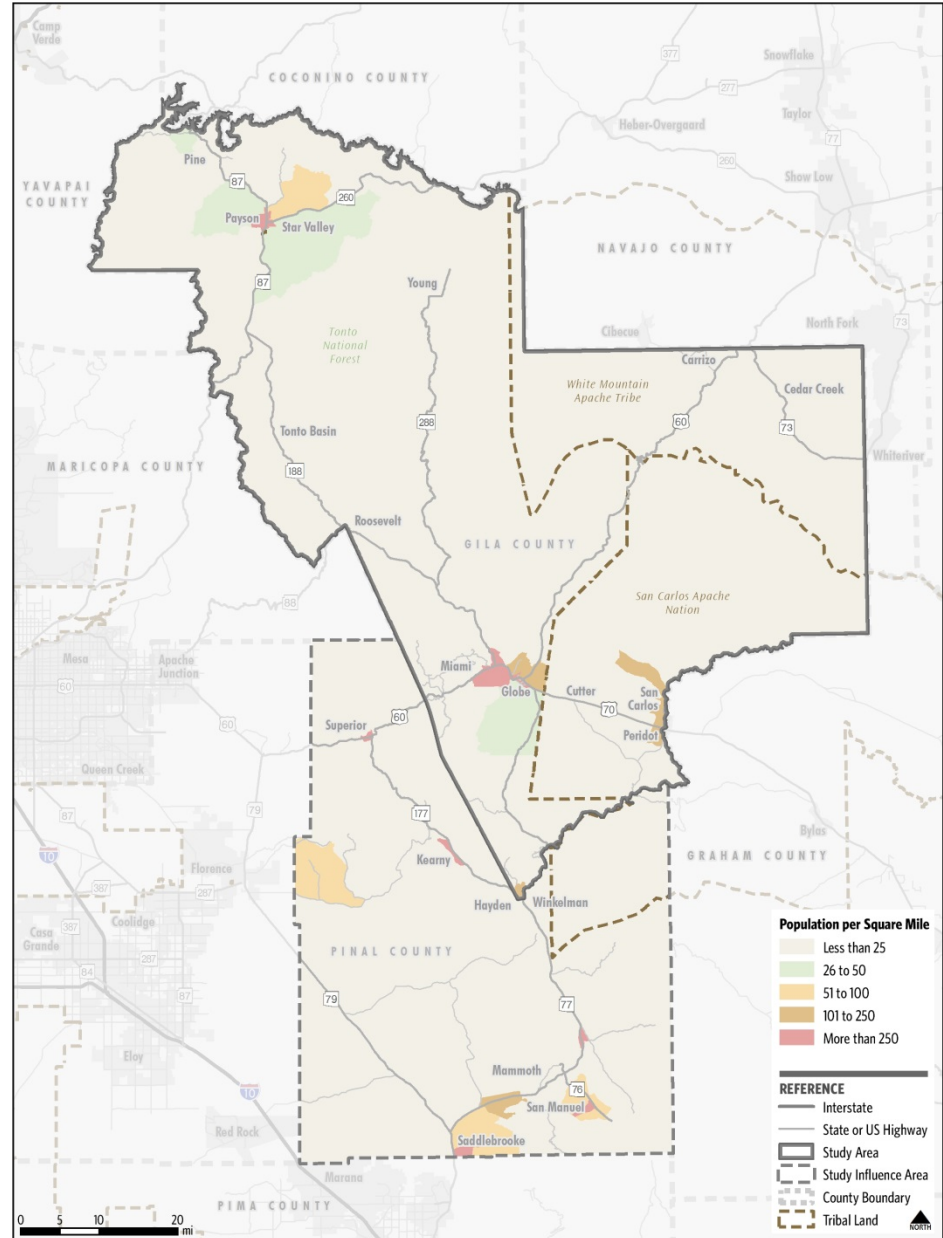 Camp
Verde
COCONINO COUNTY
377
Snowflake
277
277
Taylor
77
Heber-Overgaard
260
Show Low
Pine
87
260
YAVAPAI
COUNTY
Payson
Star Valley
NAVAJO COUNTY
87
Young
Tonto
National
Forest
Cibecue
North Fork
73
Carrizo
White Mountain
Apache Tribe
Cedar Creek
60
73
288
Tonto Basin
Whiteriver
MARICOPA COUNTY
188
Roosevelt
GILA COUNTY
San Carlos Apache
Nation
88
Mesa
60
Apache
Junction
Miami
Globe
Cutter
San
Carlos
70
Peridot
60
Superior
60
Queen Creek
79
87
177
Bylas
10
Florence
Kearny
GRAHAM COUNTY
387
287
Hayden
Winkelman
Casa
Grande
387
Coolidge
287
PINAL COUNTY
84
87
79
77
Eloy
10
Mammoth
76
San Manuel
Red Rock
Saddlebrooke
Marana
PIMA COUNTY
0 5 10 20
mi
Population per Square Mile
Less than 25
26 to 50
51 to 100
101 to 250
More than 250
REFERENCE
Interstate
State or US Highway
Study Area
Study Influence Area
County Boundary
Tribal Land
NORTH